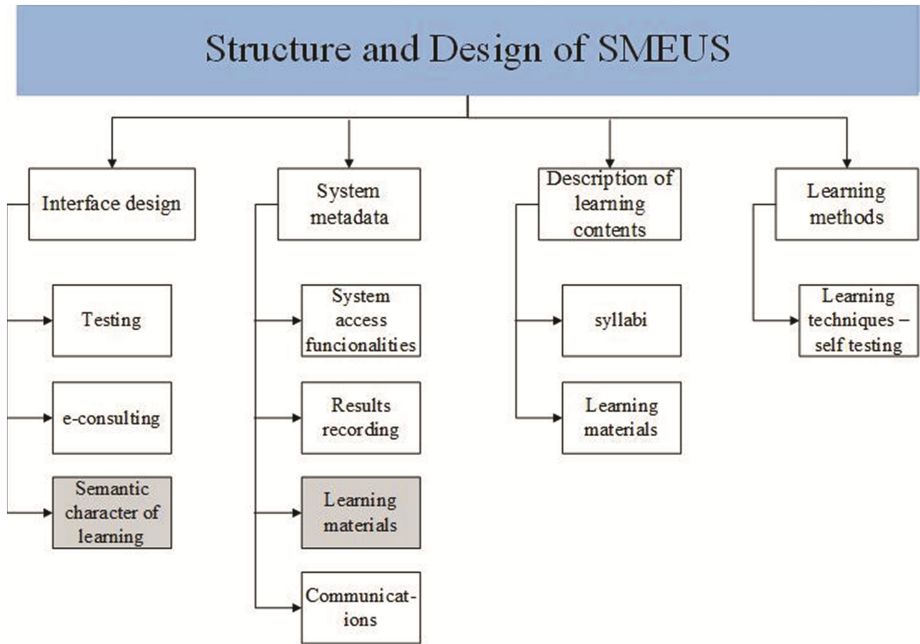 Structure and Design of SMEUS
Interface design
System
metadata
Description of
learning
contents
Learning
methods
Testing
System
access
funcionalities
syllabi
Learning
techniques –
self testing
e-consulting
Results
recording
Learning
materials
Semantic
character of
learning
Learning
materials
Communicat-
ions